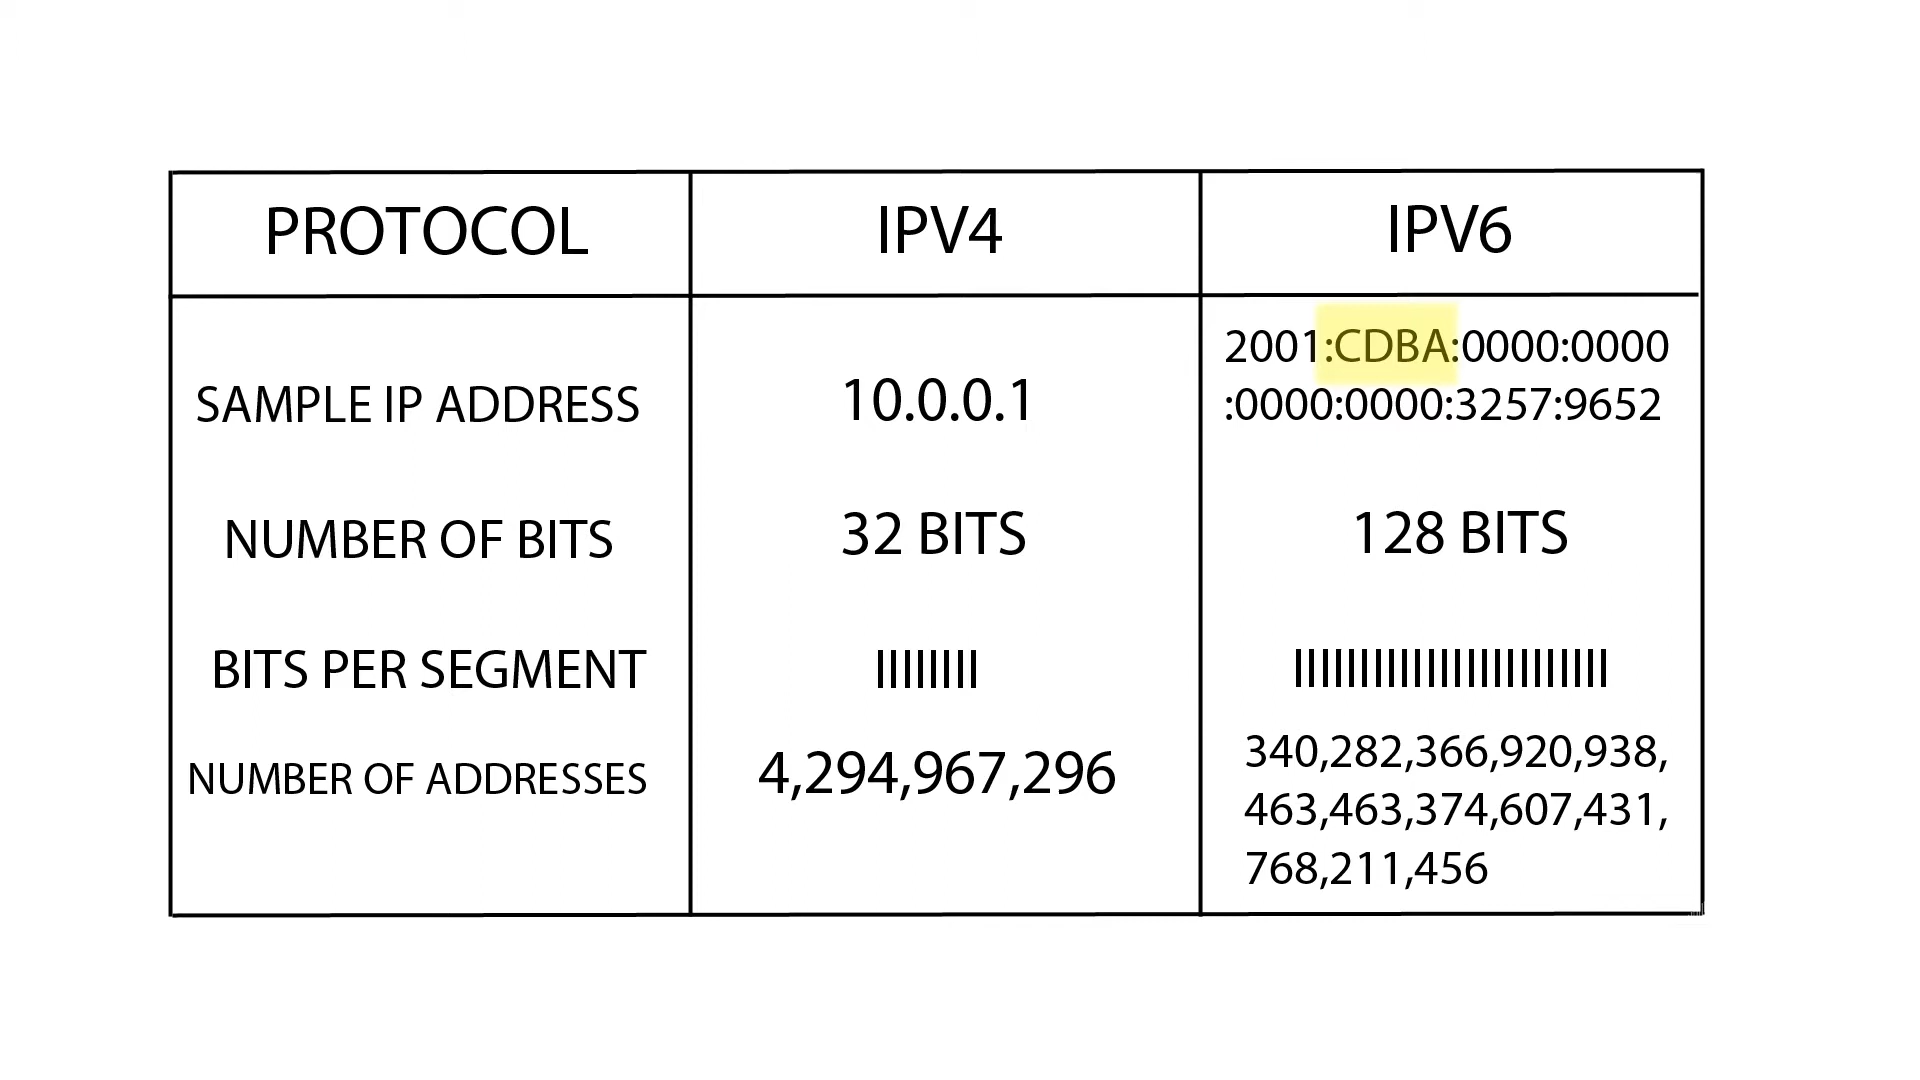 PROTOCOL IPV4 IPV6
SAMPLE IP ADDRESS
10.0.0.1
2001:CDBA:0000:0000
:0000:0000:3257:9652
NUMBER OF BITS 32 BITS 128 BITS
BITS PER SEGMENT IIIIIIII IIIIIIIIIIIIIIIIIIIIIIII
NUMBER OF ADDRESSES 4,294,967,296
340,282,366,920,938,
463,463,374,607,431,
768,211,456